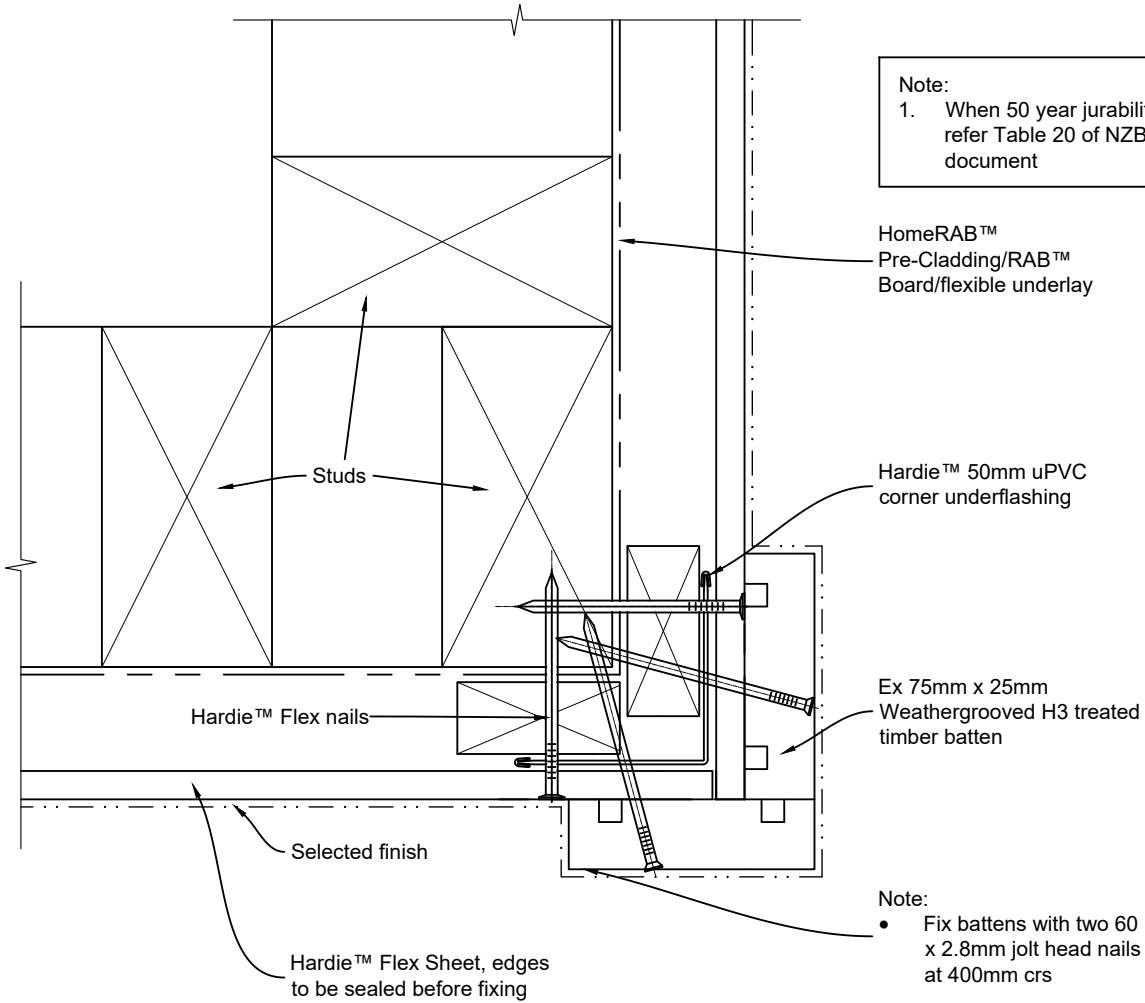 Note:
1. When 50 year jurabilit
refer Table 20 of NZB
document
HomeRAB™
Pre-Cladding/RAB™
Board/flexible underlay
Studs
Hardie™ 50mm uPVC
corner underflashing
Hardie™ Flex nails
Ex 75mm x 25mm
Weathergrooved H3 treated
timber batten
Selected finish
Note:
• Fix battens with two 60
x 2.8mm jolt head nails
at 400mm crs
Hardie™ Flex Sheet, edges
to be sealed before fixing